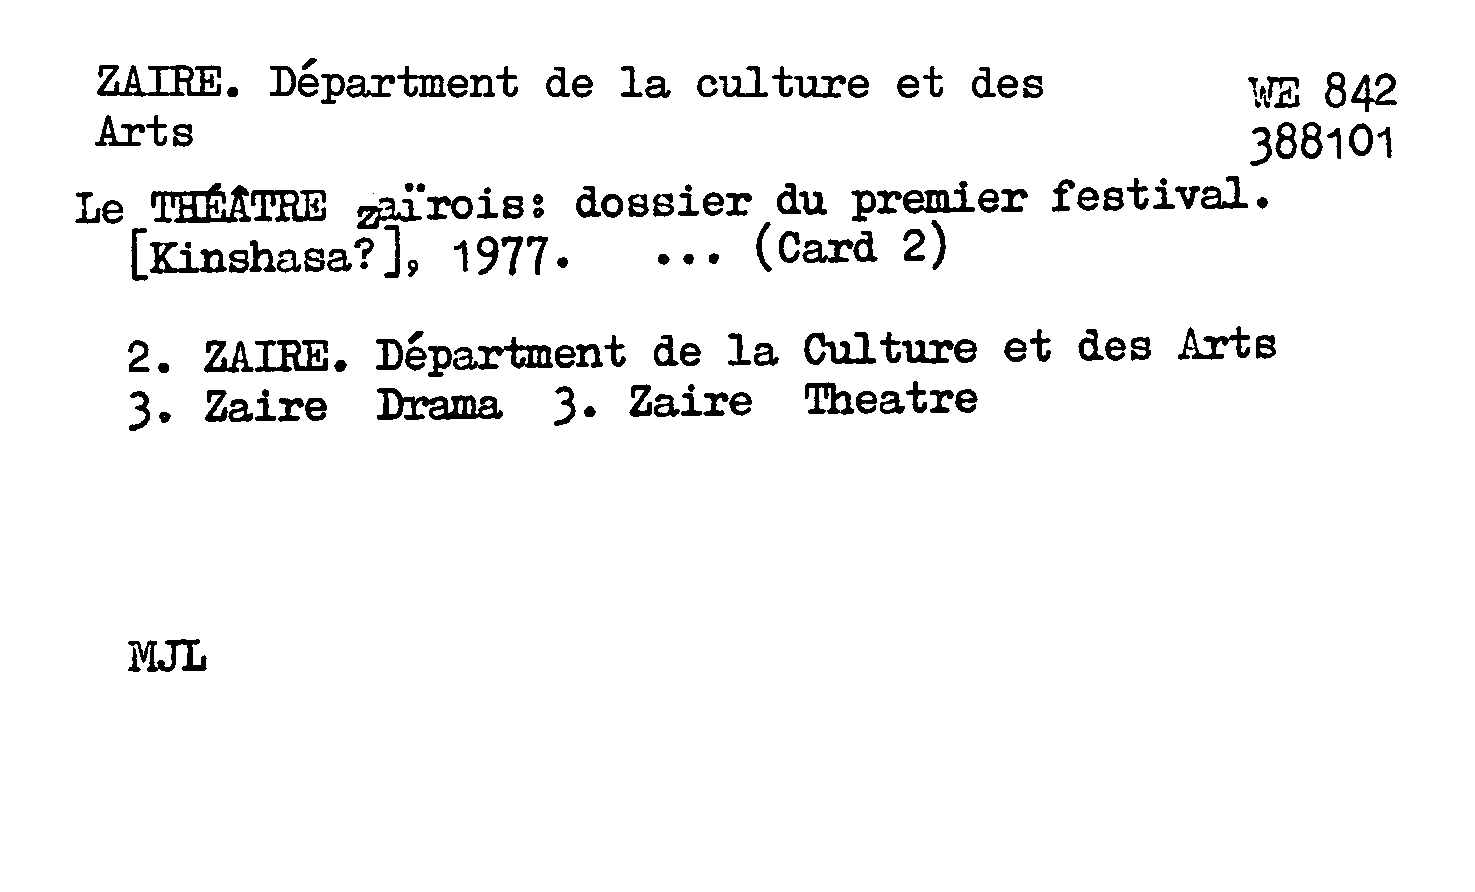 ZAIRE. Départment de la culture et des
Arts
WE 842
388101
Le THÉÂTRE zaïrois: dossier du premier festival.
[Kinshasa?], 1977. ... (Card 2)
2. ZAIRE. Départment de la Culture et des Arts
3. Zaire Drama 3. Zaire Theatre
MJL